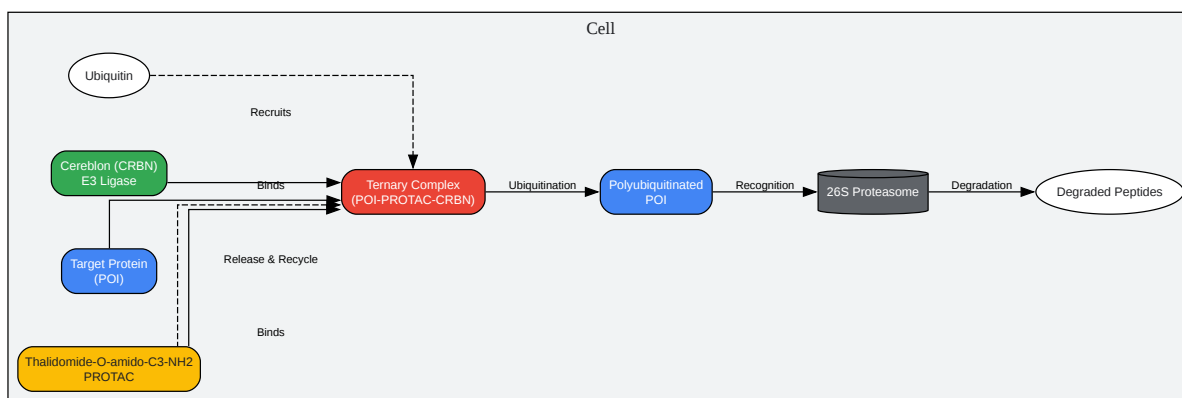 Cell
Ubiquitin
Recruits
Cereblon (CRBN)
E3 Ligase
Binds
Ternary Complex
(POI-PROTAC-CRBN)
Ubiquitination
Polyubiquitinated
POI
Recognition
26S Proteasome
Degradation
Degraded Peptides
Target Protein
(POI)
Release & Recycle
Binds
Thalidomide-O-amido-C3-NH2
PROTAC